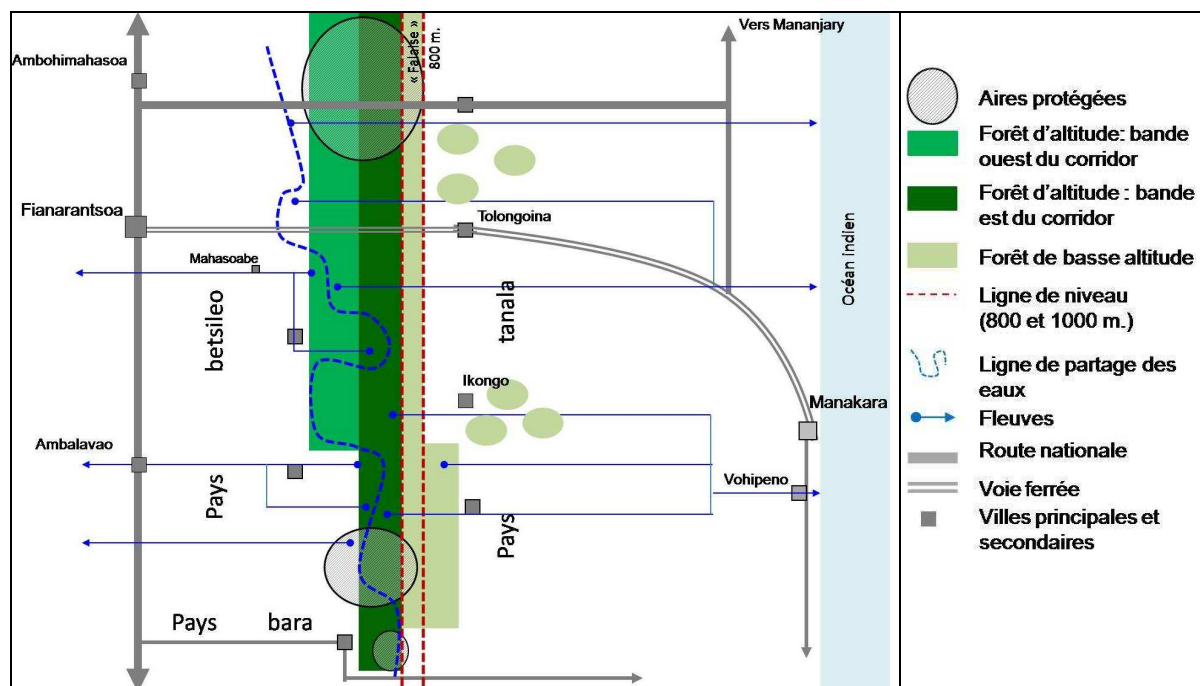 Vers Mananjary
Ambohimahasoa
« Falaise »
800 m.
Fianarantsoa
Tolongoina
Mahasoabe
Océan Indien
betsileo
tanala
Ikongo
Manakara
Ambalavao
Pays
Pays
Vohipeno
Pays bara
Aires protégées
Forêt d'altitude: bande
ouest du corridor
Forêt d'altitude : bande
est du corridor
Forêt de basse altitude
Ligne de niveau
(800 et 1000 m.)
Ligne de partage des
eaux
Fleuves
Route nationale
Voie ferrée
Villes principales et
secondaires